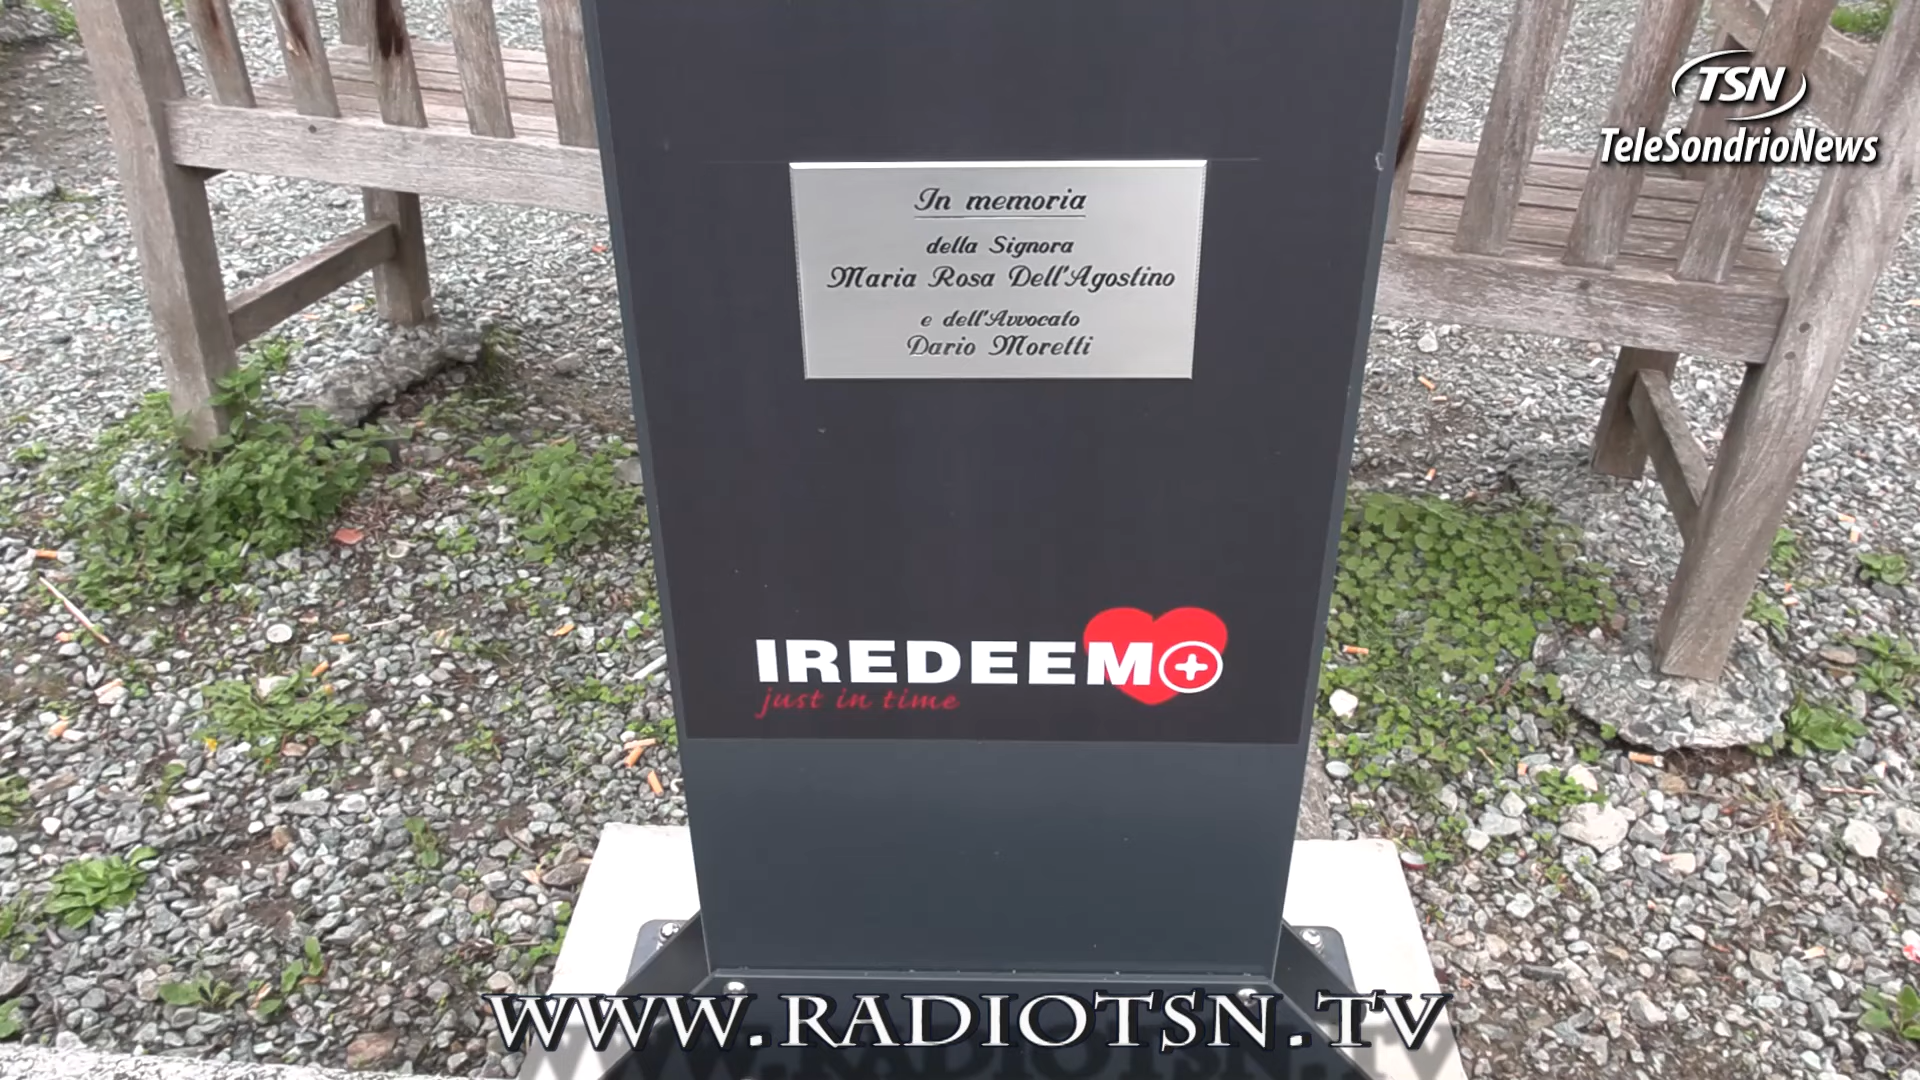 TSN
TeleSondrioNews
In memoria
della Signora
Maria Rosa Dell'Agostino
e dell'Avvocato
Dario Moretti
IREDEEM
just in time
WWW.RADIOTSN.TV